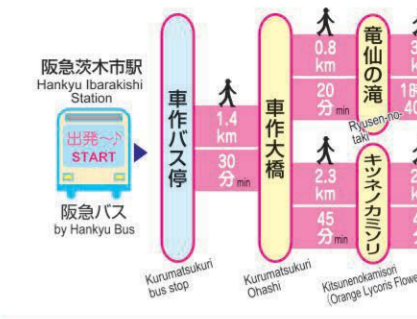 阪急茨木市駅
Hankyu Ibarakishi
Station
出発～♪
START
阪急バス
by Hankyu Bus
車作バス停
Kurumatsukuri
bus stop
1.4
km
30
分 min
車作大橋
Kurumatsukuri
Ohashi
0.8
km
20
分 min
竜仙の滝
Ryusen-no-
taki
2.3
km
45
分 min
キツネノカミソリ
Kitsunenokamisori
(Orange Lycoris Flowe